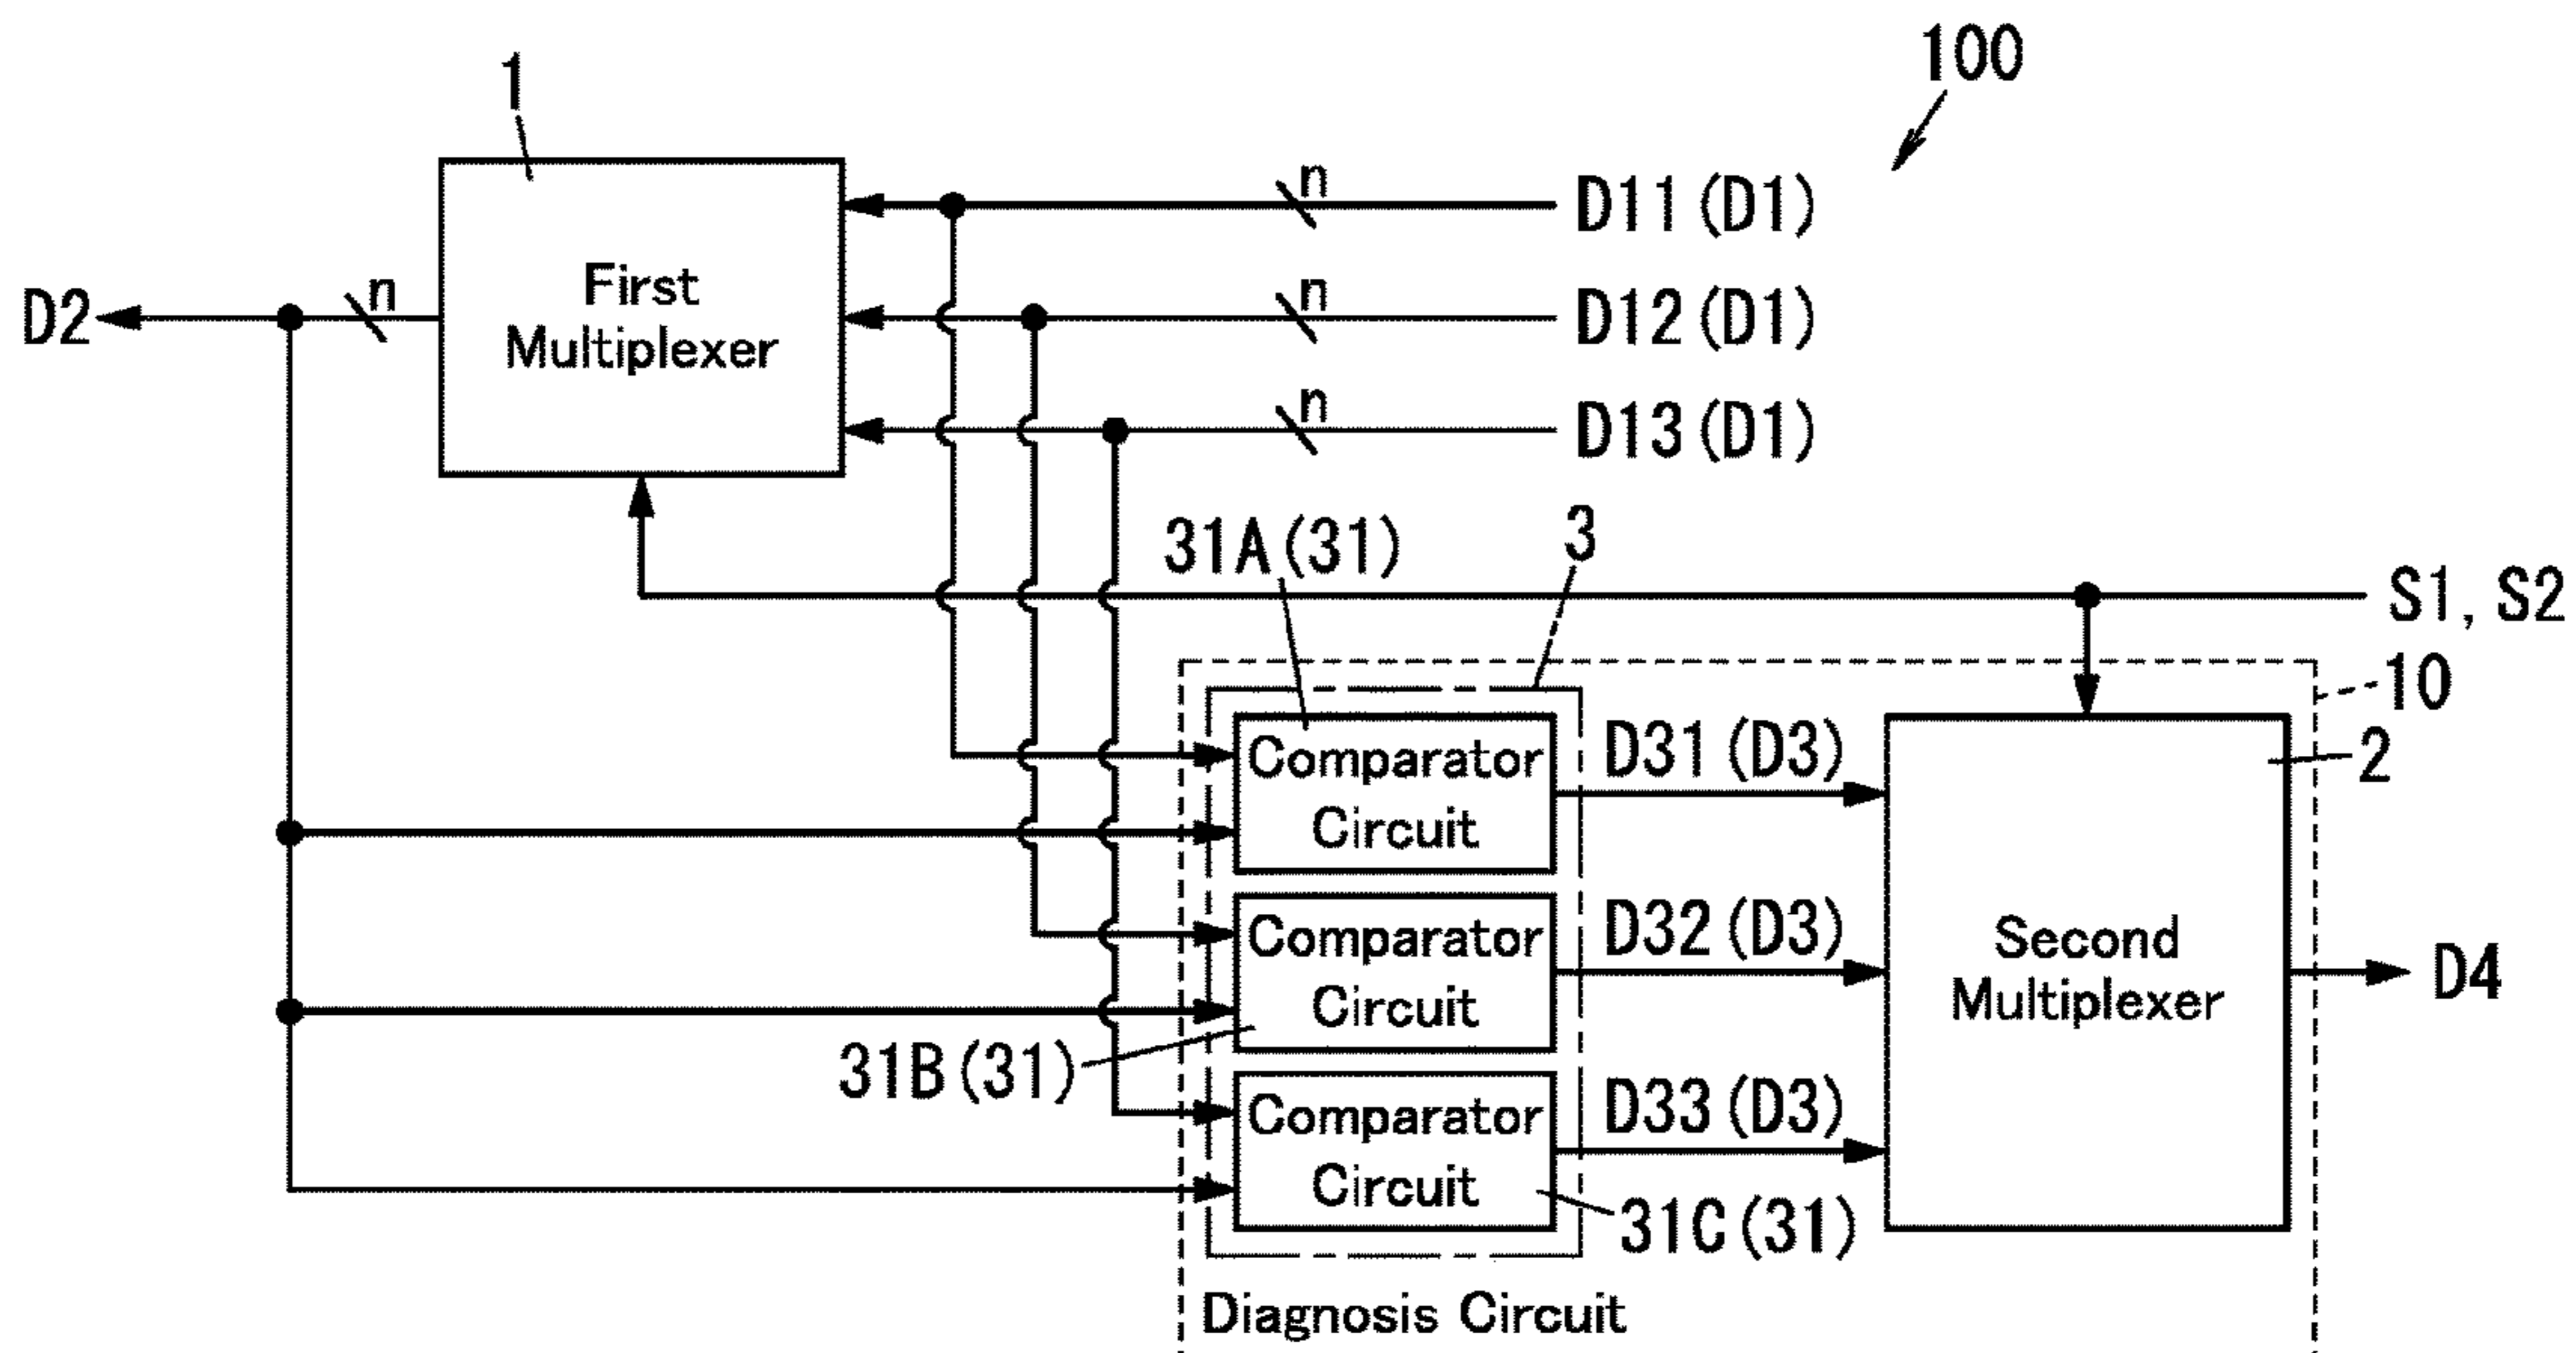 100
1
n
D11(D1)
First
Multiplexer
n
D2
n
D12(D1)
n
D13(D1)
31A(31)
3
S1, S2
10
2
Comparator
Circuit
D31(D3)
Comparator
Circuit
D32(D3)
Second
Multiplexer
D4
31B(31)
Comparator
Circuit
D33(D3)
31C(31)
Diagnosis Circuit